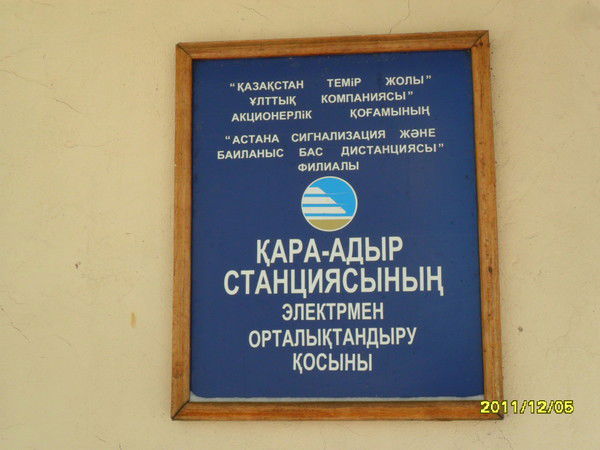 "ҚАЗАҚСТАН ТЕМіР ЖОЛЫ"
ҰЛТТЫҚ КОМПАНИЯСЫ"
АКЦИОНЕРЛіК ҚОҒАМЫНЫҢ
"АСТАНА СИГНАЛИЗАЦИЯ ЖӘНЕ
БАИЛАНЫС БАС ДИСТАНЦИЯСЫ"
ФИЛИАЛЫ
ҚАРА-АДЫР
СТАНЦИЯСЫНЫҢ
ЭЛЕКТРМЕН
ОРТАЛЫҚТАНДЫРУ
ҚОСЫНЫ
2011/12/05